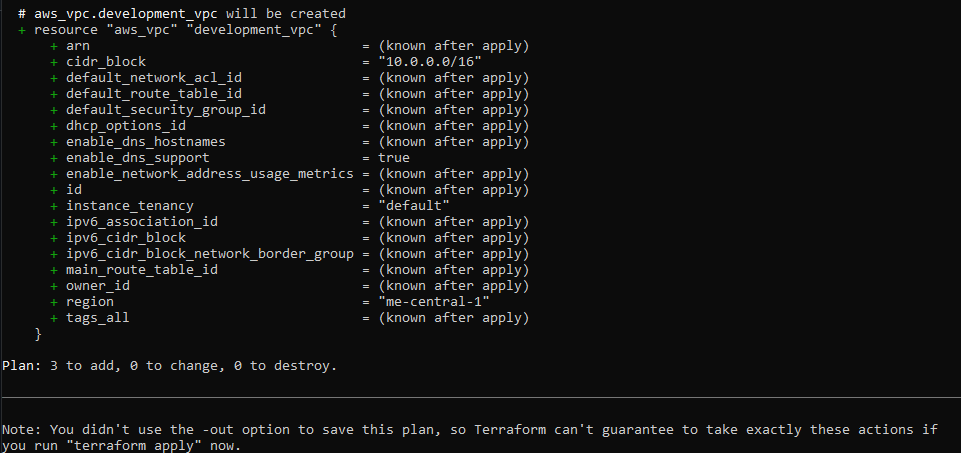 # aws_vpc.development_vpc will be created
+ resource "aws_vpc" "development_vpc" {
+ arn = (known after apply)
+ cidr_block = "10.0.0.0/16"
+ default_network_acl_id = (known after apply)
+ default_route_table_id = (known after apply)
+ default_security_group_id = (known after apply)
+ dhcp_options_id = (known after apply)
+ enable_dns_hostnames = (known after apply)
+ enable_dns_support = true
+ enable_network_address_usage_metrics = (known after apply)
+ id = (known after apply)
+ instance_tenancy = "default"
+ ipv6_association_id = (known after apply)
+ ipv6_cidr_block = (known after apply)
+ ipv6_cidr_block_network_border_group = (known after apply)
+ main_route_table_id = (known after apply)
+ owner_id = (known after apply)
+ region = "me-central-1"
+ tags_all = (known after apply)
}
Plan: 3 to add, 0 to change, 0 to destroy.
Note: You didn't use the -out option to save this plan, so Terraform can't guarantee to take exactly these actions if
you run "terraform apply" now.